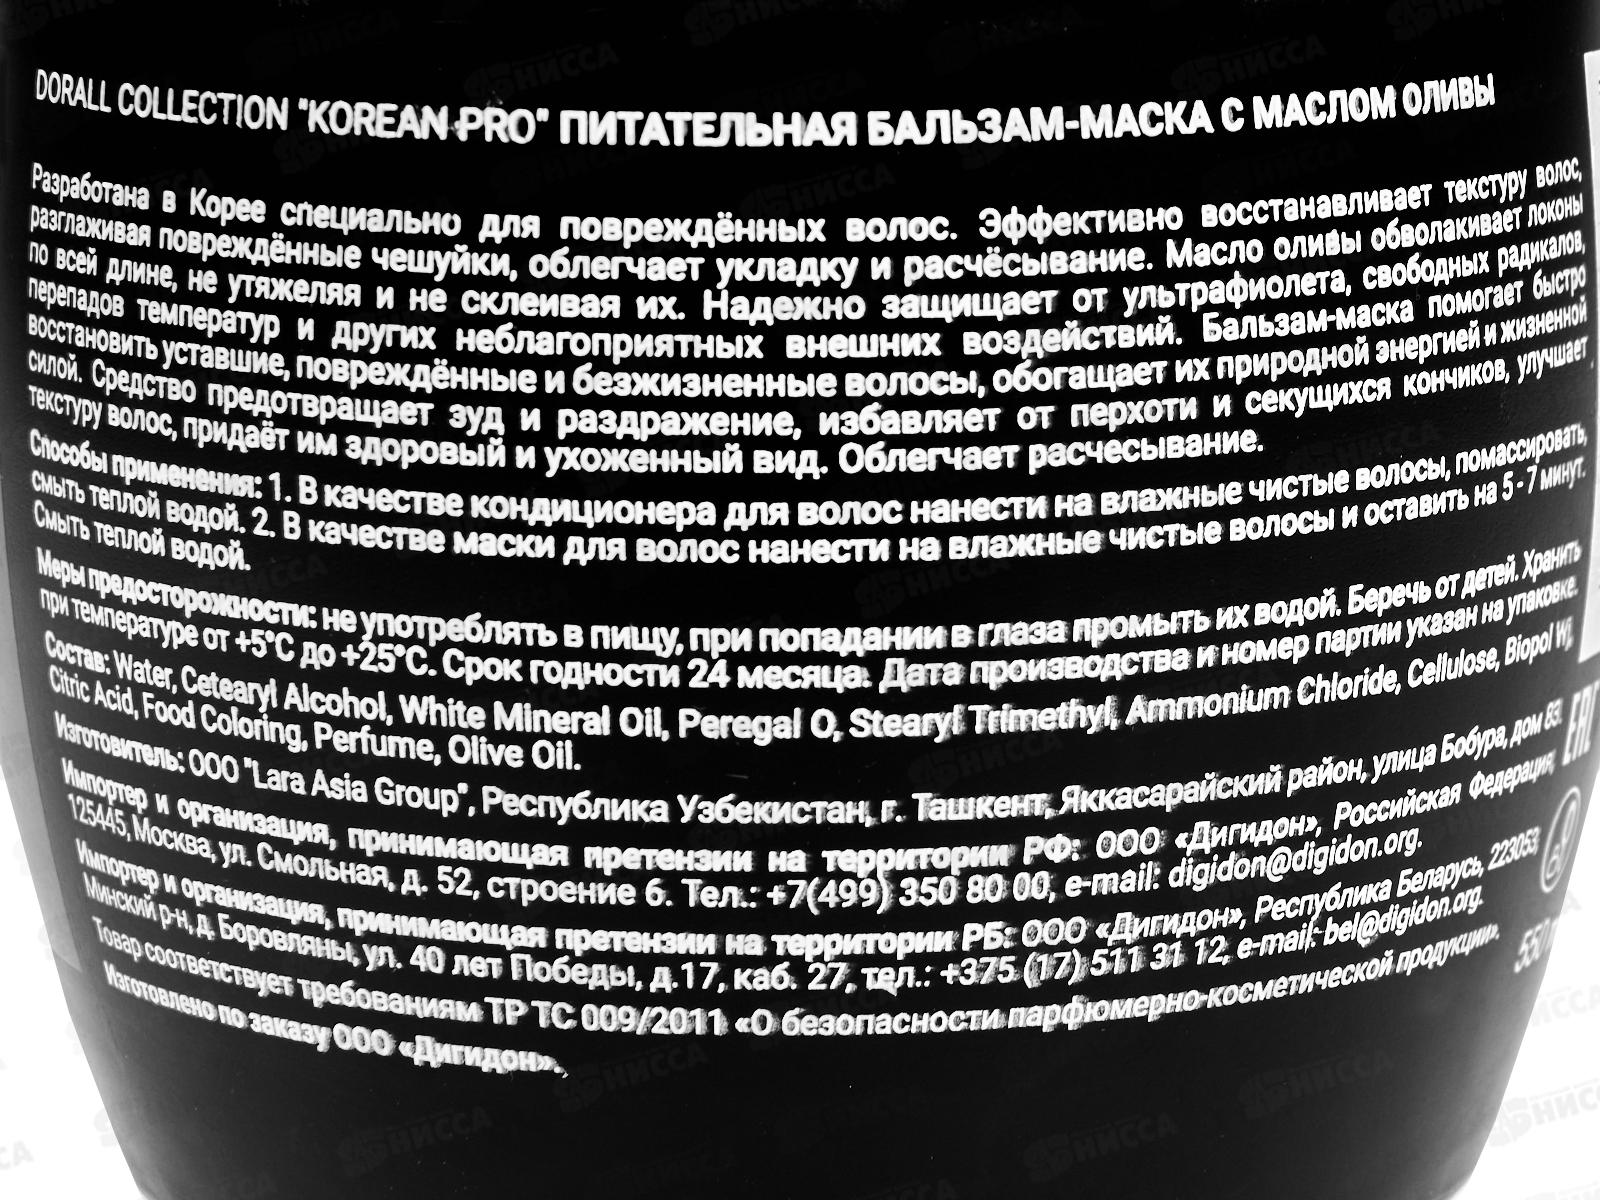 DORALL COLLECTION "KOREAN PRO" ПИТАТЕЛЬНАЯ БАЛЬЗАМ-МАСКА С МАСЛОМ ОЛИВЫ
Разработана в Корее специально для повреждённых волос. Эффективно восстанавливает текстуру волос,
разглаживая повреждённые чешуйки, облегчает укладку и расчёсывание. Масло оливы обволакивает локоны
по всей длине, не утяжеляя и не склеивая их. Надежно защищает от ультрафиолета, свободных радикалов,
перепадов температур и других неблагоприятных внешних воздействий. Бальзам-маска помогает быстро
восстановить уставшие, повреждённые и безжизненные волосы, обогащает их природной энергией и жизненной
силой. Средство предотвращает зуд и раздражение, избавляет от перхоти и секущихся кончиков, улучшает
текстуру волос, придаёт им здоровый и ухоженный вид. Облегчает расчесывание.
Способы применения: 1. В качестве кондиционера для волос нанести на влажные чистые волосы, помассировать,
смыть теплой водой. 2. В качестве маски для волос нанести на влажные чистые волосы и оставить на 5 - 7 минут.
Смыть теплой водой.
Меры предосторожности: не употреблять в пищу, при попадании в глаза промыть их водой. Беречь от детей. Хранить
при температуре от +5°С до +25°С. Срок годности 24 месяца. Дата производства и номер партии указан на упаковке.
Состав: Water, Cetearyl Alcohol, White Mineral Oil, Peregal O, Stearyl Trimethyl, Ammonium Chloride, Cellulose, Biopol
Citric Acid, Food Coloring, Perfume, Olive Oil.
Изготовитель: ООО "Lara Asia Group", Республика Узбекистан, г. Ташкент, Яккасарайский район, улица Бобура, дом
Импортер и организация, принимающая претензии на территории РФ: ООО «Дигидон», Российская Федерация,
125445, Москва, ул. Смольная, д. 52, строение 6. Тел.: +7(499) 350 80 00, e-mail: digidon@digidon.org.
Импортер и организация, принимающая претензии на территории РБ: ООО «Дигидон», Республика Беларусь, 223053,
Минский р-н, д. Боровляны, ул. 40 лет Победы, д.17, каб. 27, тел.: +375 (17) 511 31 12, e-mail: bel@digidon.org.
Товар соответствует требованиям ТР ТС 009/2011 «О безопасности парфюмерно-косметической продукции».
Изготовлено по заказу ООО «Дигидон».
550
НИССА